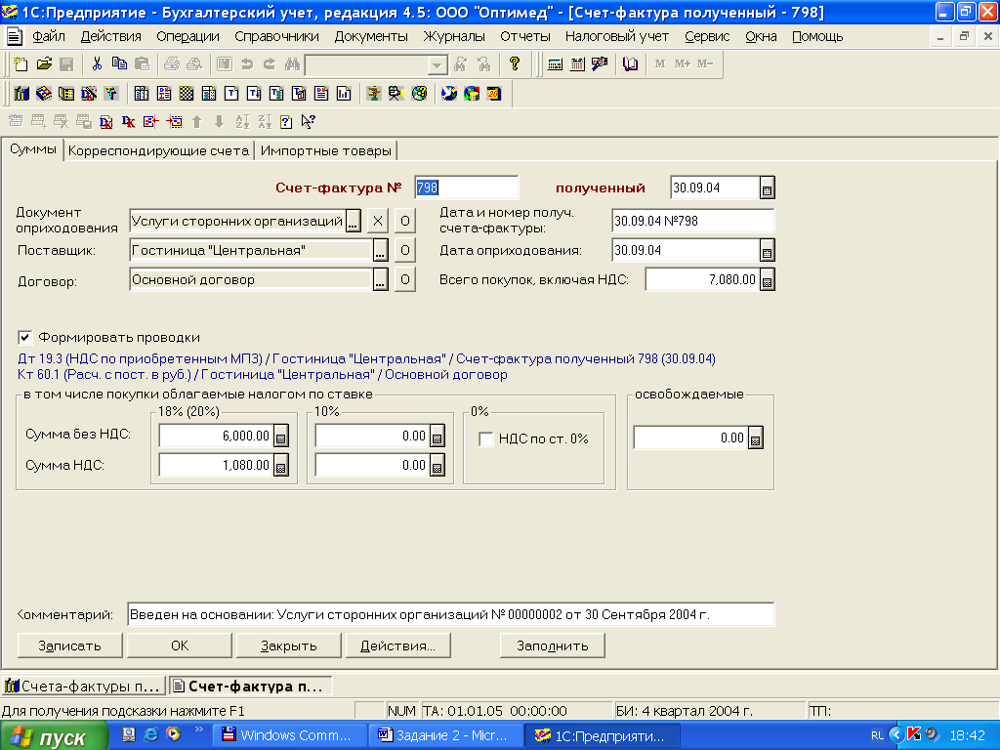 1С:Предприятие - Бухгалтерский учет, редакция 4.5: ООО "Оптимед" - [Счет-фактура полученный - 798]
Файл Действия Операции Справочники Документы Журналы Отчеты Налоговый учет Сервис Окна Помощь
M M+ M−
Суммы Корреспондирующие счета Импортные товары
Счет-фактура № 798 полученный 30.09.04
Документ оприходования Услуги сторонних организаций ... X О Дата и номер получ. счета-фактуры: 30.09.04 №798
Поставщик: Гостиница "Центральная" ... О Дата оприходования: 30.09.04
Договор: Основной договор ... О Всего покупок, включая НДС: 7,080.00
Формировать проводки
Дт 19.3 (НДС по приобретенным МПЗ) / Гостиница "Центральная" / Счет-фактура полученный 798 (30.09.04)
Кт 60.1 (Расч. с пост. в руб.) / Гостиница "Центральная" / Основной договор
в том числе покупки облагаемые налогом по ставке освобождаемые
18% (20%) 10% 0%
Сумма без НДС: 6,000.00 0.00 НДС по ст. 0% 0.00
Сумма НДС: 1,080.00 0.00
Комментарий: Введен на основании: Услуги сторонних организаций № 00000002 от 30 Сентября 2004 г.
Записать OK Закрыть Действия... Заполнить
Счета-фактуры п... Счет-фактура п...
Для получения подсказки нажмите F1 NUM TA: 01.01.05 00:00:00 БИ: 4 квартал 2004 г. ТП:
пуск Windows Comm... Задание 2 - Micr... 1С:Предприяти... RL 18:42